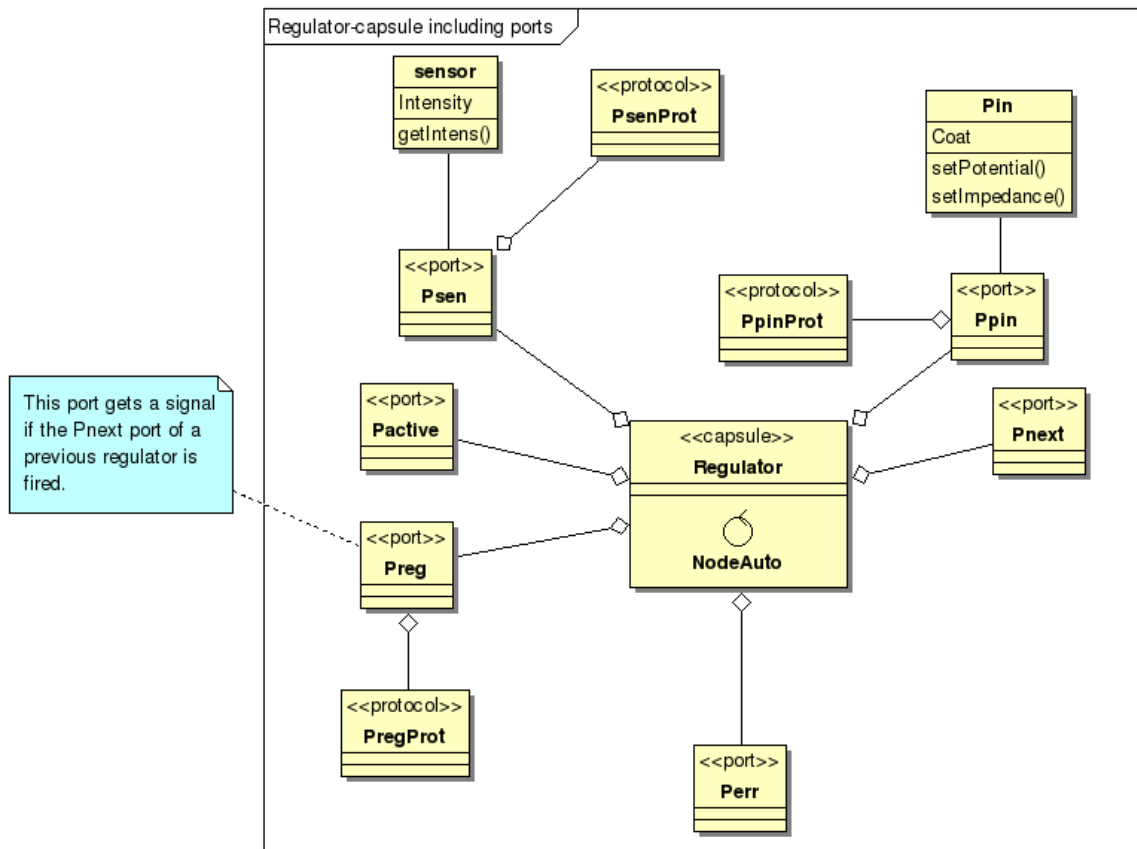 Regulator-capsule including ports
sensor
Intensity
getIntens()
<<protocol>>
PsenProt
Pin
Coat
setPotential()
setImpedance()
<<port>>
Psen
<<protocol>>
PpinProt
<<port>>
Ppin
This port gets a signal
if the Pnext port of a
previous regulator is
fired.
<<port>>
Pactive
<<capsule>>
Regulator
NodeAuto
<<port>>
Pnext
<<port>>
Preg
<<protocol>>
PregProt
<<port>>
Perr